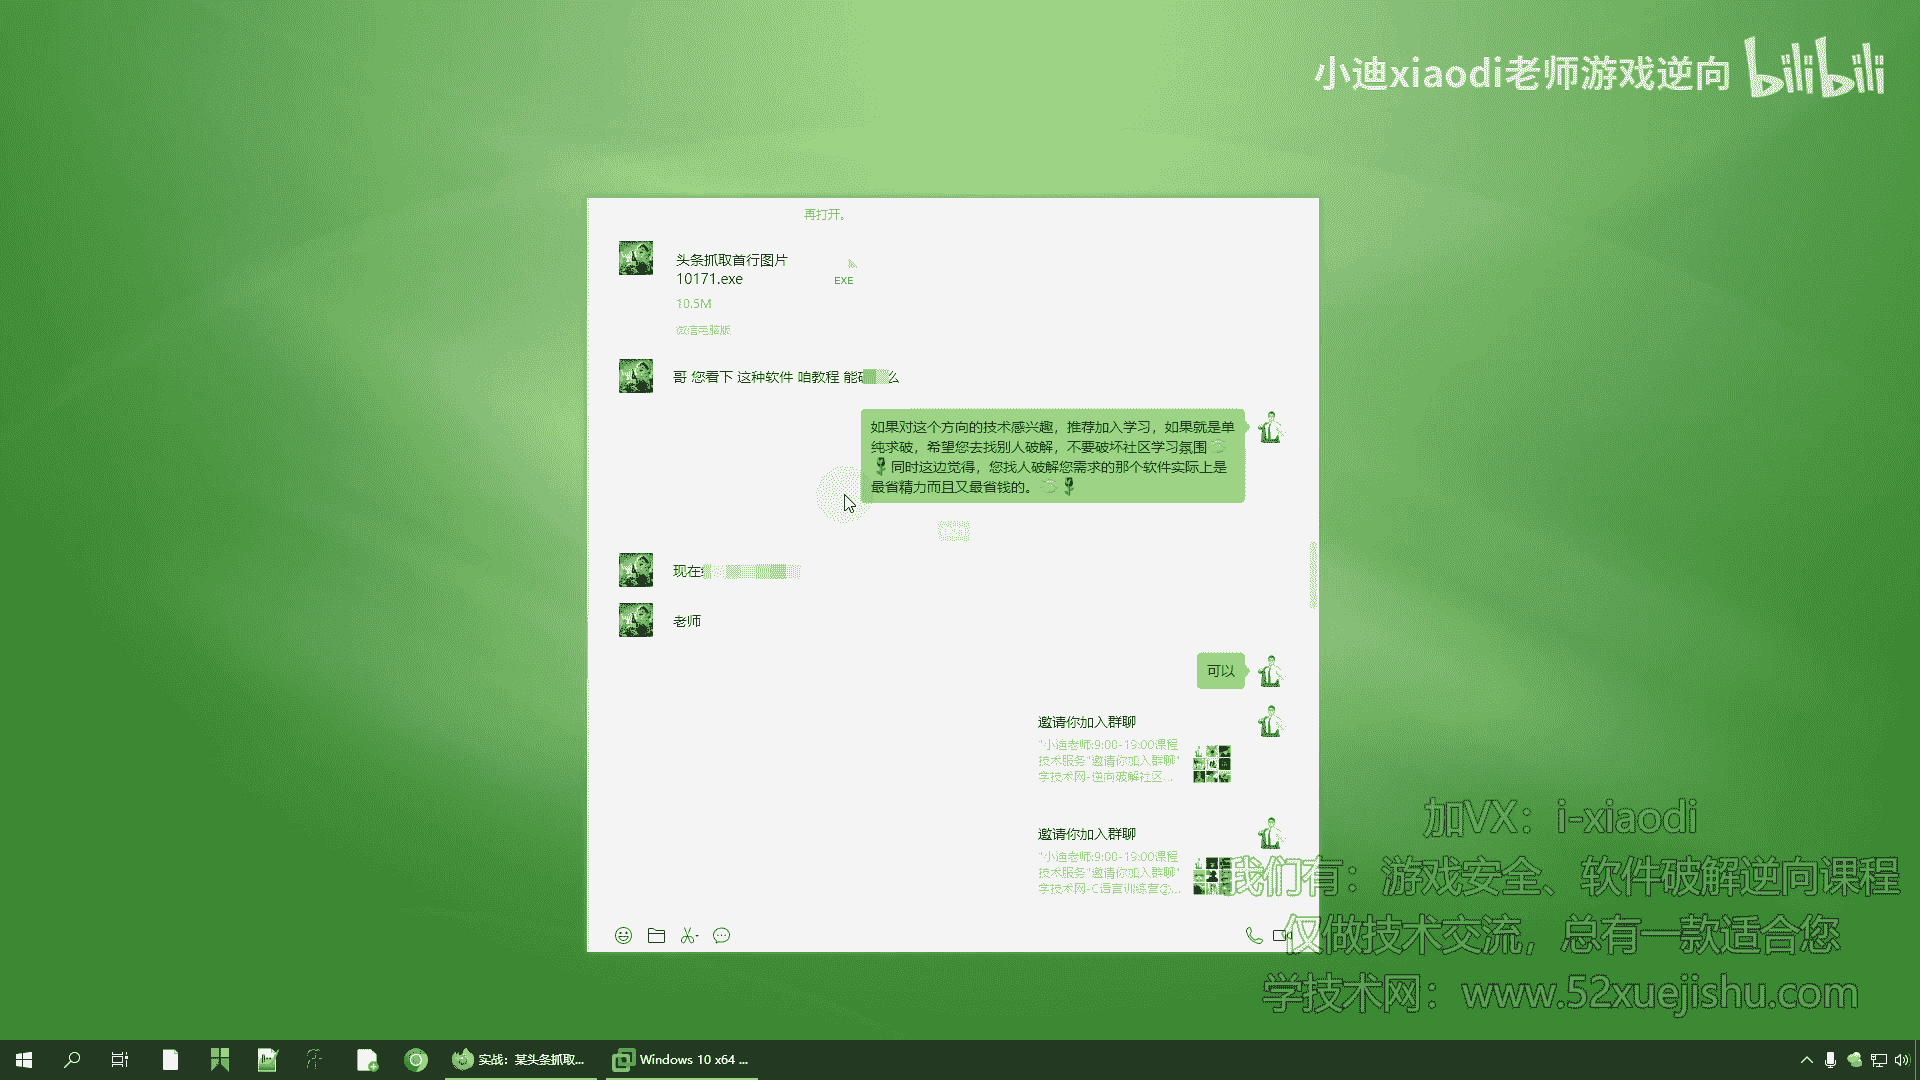 小迪xiaodi老师游戏逆向 bilibili
再打开。
头条抓取首行图片
10171.exe
EXE
10.5M
微信电脑版
哥 您看下 这种软件 咱教程 能 么
如果对这个方向的技术感兴趣，推荐加入学习，如果就是单
纯求破，希望您去找别人破解，不要破坏社区学习氛围
同时这边觉得，您找人破解您需求的那个软件实际上是
最省精力而且又最省钱的。
现在
老师
可以
邀请你加入群聊
"小迪老师:9:00-19:00课程
技术服务"邀请你加入群聊"
学技术网-逆向破解社区...
邀请你加入群聊
"小迪老师:9:00-19:00课程
技术服务"邀请你加入群聊"
学技术网-C语言训练营②...
加VX：i-xiaodi
我们有：游戏安全、软件破解逆向课程
仅做技术交流，总有一款适合您
学技术网：www.52xuejishu.com
实战：某头条抓取...
Windows 10 x64 ...